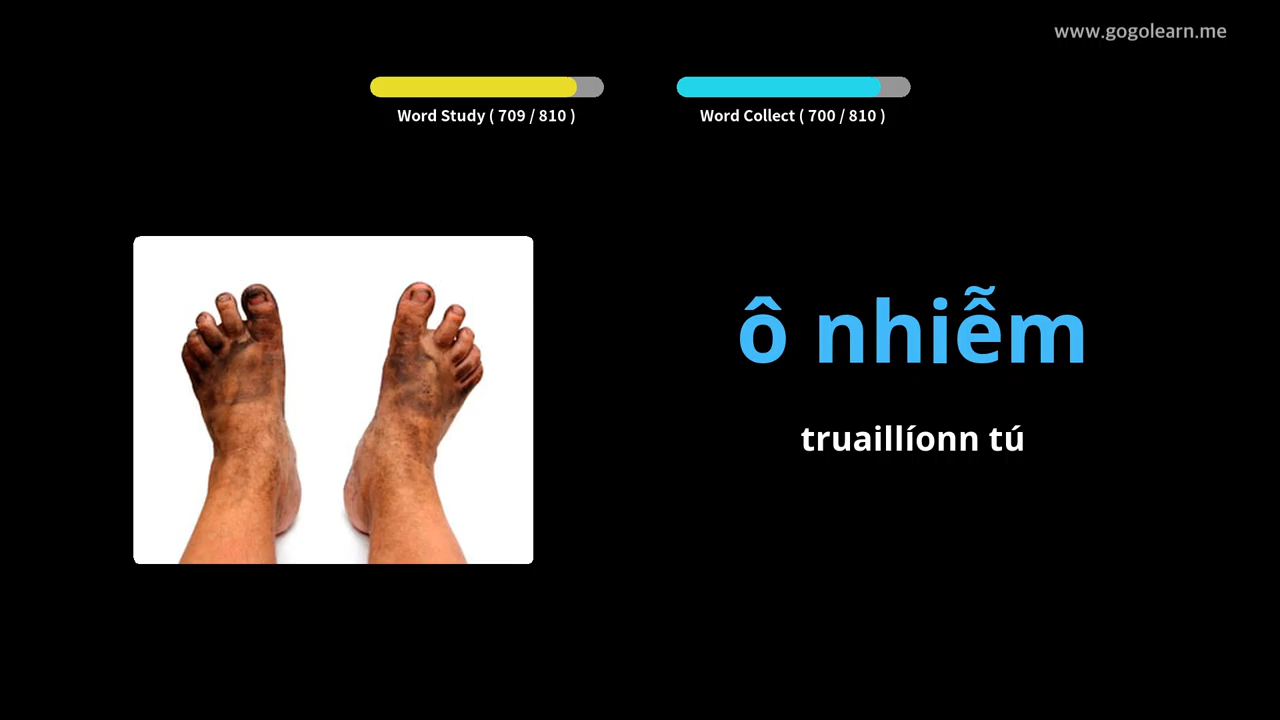 www.gogolearn.me
Word Study ( 709 / 810 )
Word Collect ( 700 / 810 )
ô nhiễm
truaillíonn tú